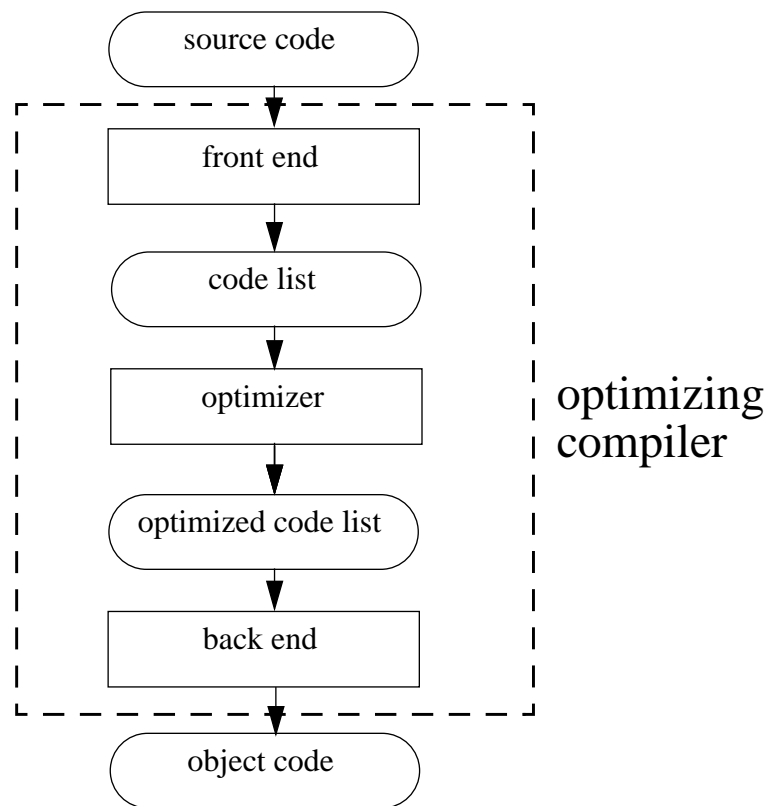 source code
front end
code list
optimizer
optimizing
compiler
optimized code list
back end
object code